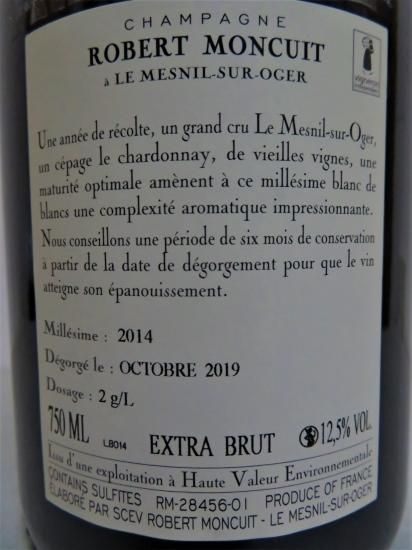 CHAMPAGNE
ROBERT MONCUIT
à LE MESNIL-SUR-OGER
Une année de récolte, un grand cru Le Mesnil-sur-Oger,
un cépage le chardonnay, de vieilles vignes, une
maturité optimale amènent à ce millésime blanc de
blancs une complexité aromatique impressionnante.
Nous conseillons une période de six mois de conservation
à partir de la date de dégorgement pour que le vin
atteigne son épanouissement.
Millésime : 2014
Dégorgé le : OCTOBRE 2019
Dosage : 2 g/L
750 ML LB014 EXTRA BRUT 12,5% VOL.
Issu d'une exploitation à Haute Valeur Environnementale
CONTAINS SULFITES RM-28456-01 PRODUCE OF FRANCE
ELABORÉ PAR SCEV ROBERT MONCUIT - LE MESNIL-SUR-OGER